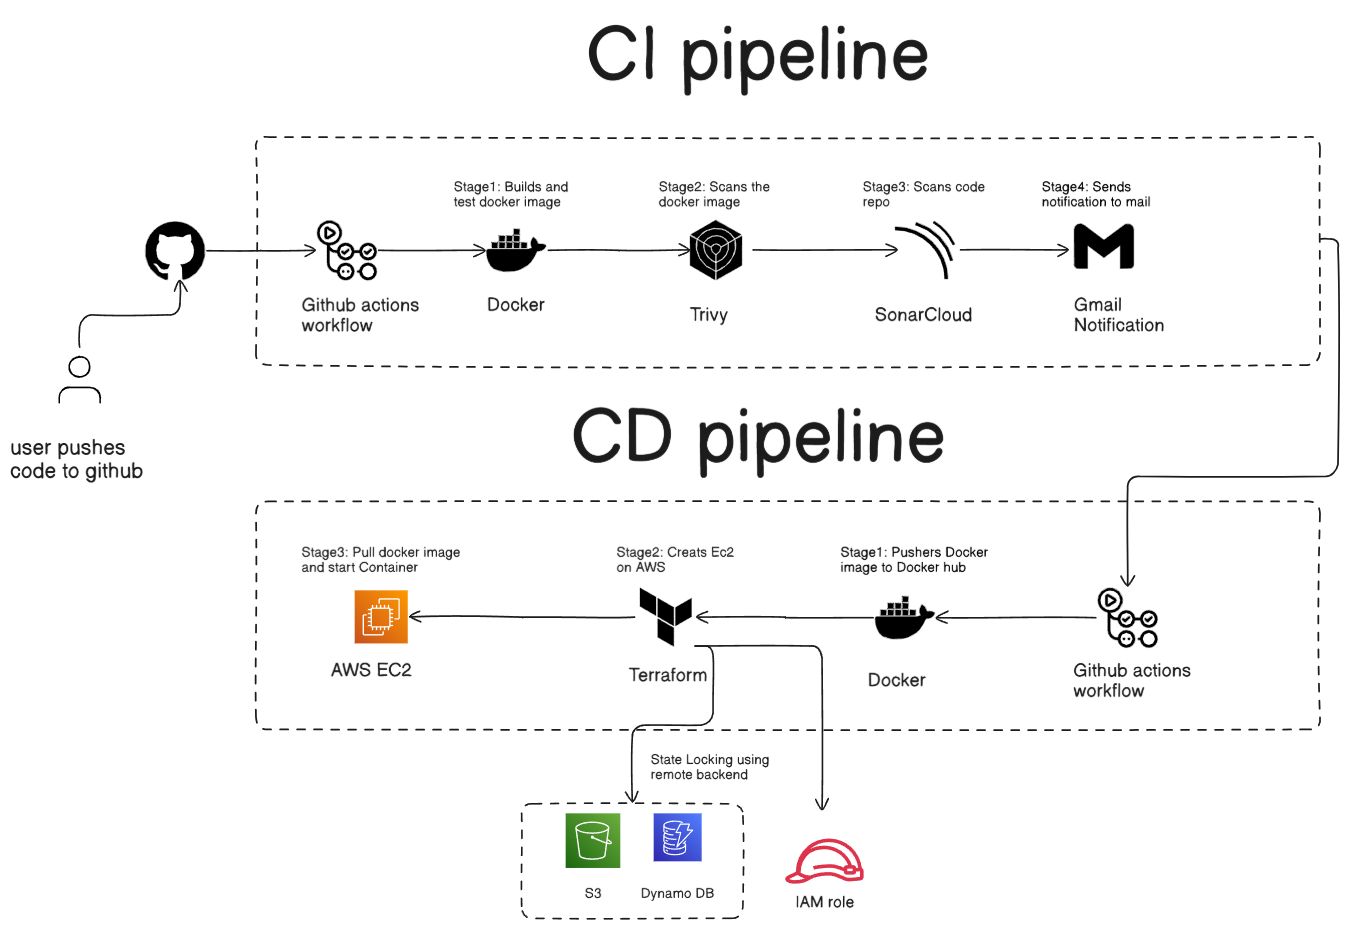 CI pipeline
Stage1: Builds and
test docker image
Stage2: Scans the
docker image
Stage3: Scans code
repo
Stage4: Sends
notification to mail
Github actions
workflow
Docker
Trivy
SonarCloud
Gmail
Notification
user pushes
code to github
CD pipeline
Stage3: Pull docker image
and start Container
Stage2: Creats Ec2
on AWS
Stage1: Pushers Docker
image to Docker hub
AWS EC2
Terraform
Docker
Github actions
workflow
State Locking using
remote backend
S3
Dynamo DB
IAM role